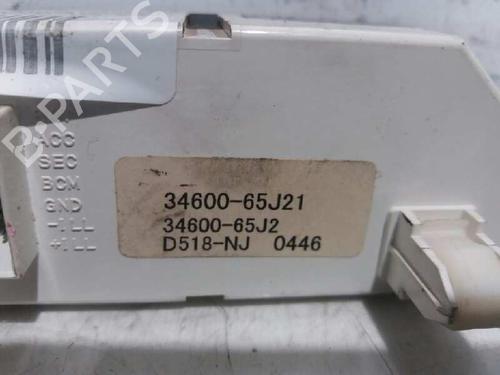 ACC
SEC
BCM
GND
-ILL
+ILL
34600-65J21
34600-65J2
D518-NJ 0446
B-PARTS